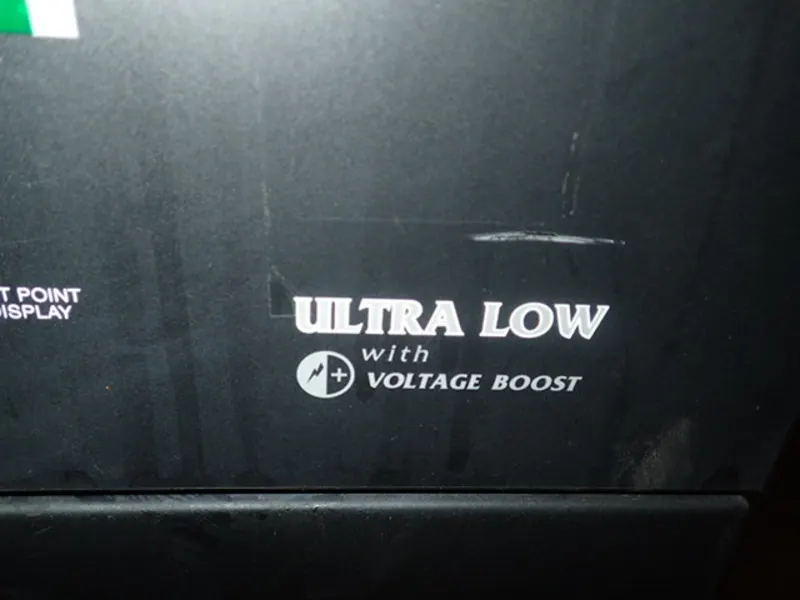 T POINT
ISPLAY
ULTRA LOW
with
VOLTAGE BOOST